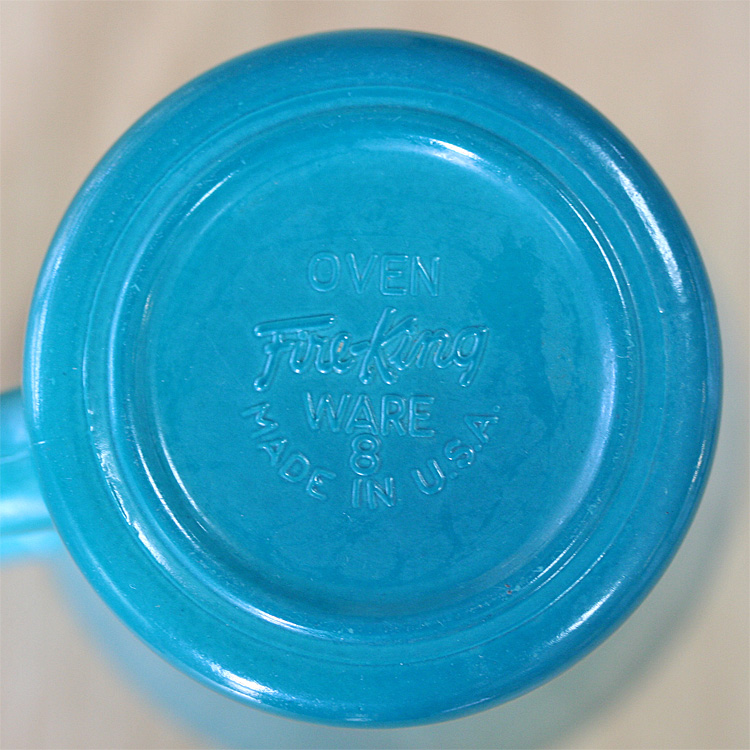 OVEN
Fire-King
WARE
8
MADE IN U.S.A.